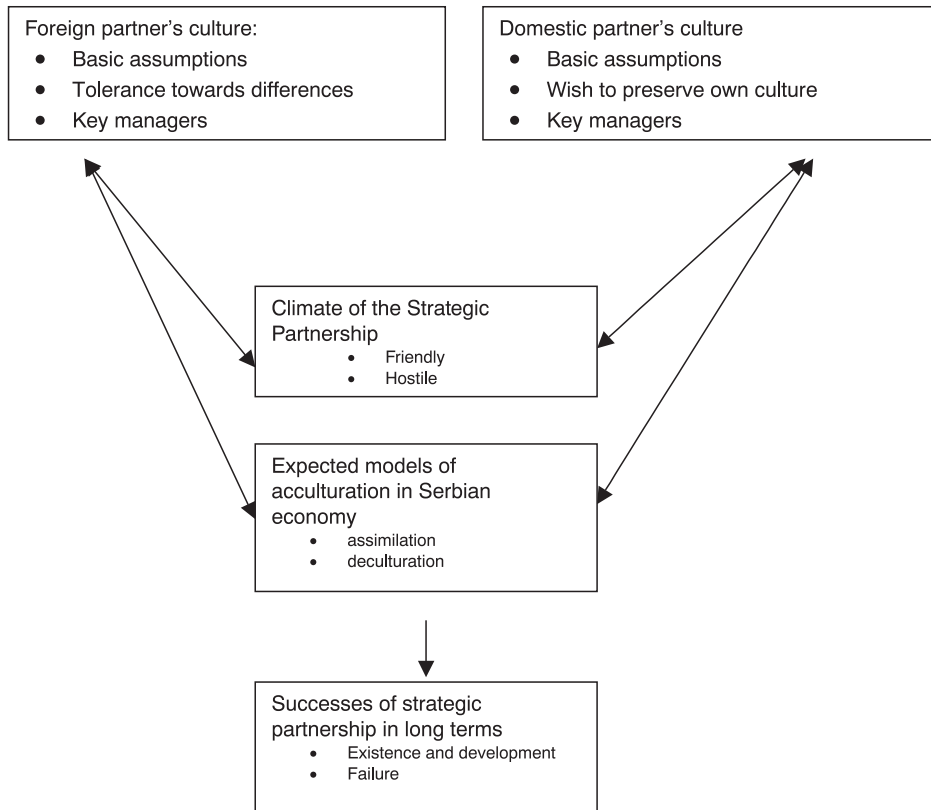 Foreign partner’s culture:
● Basic assumptions
● Tolerance towards differences
● Key managers
Domestic partner’s culture
● Basic assumptions
● Wish to preserve own culture
● Key managers
Climate of the Strategic
Partnership
● Friendly
● Hostile
Expected models of
acculturation in Serbian
economy
● assimilation
● deculturation
Successes of strategic
partnership in long terms
● Existence and development
● Failure